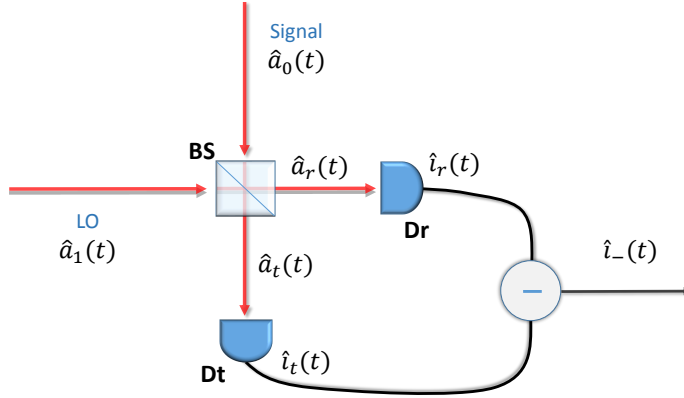 Signal
â₀(t)
BS
â_r(t)
î_r(t)
LO
â₁(t)
Dr
î₋(t)
â_t(t)
−
Dt
î_t(t)